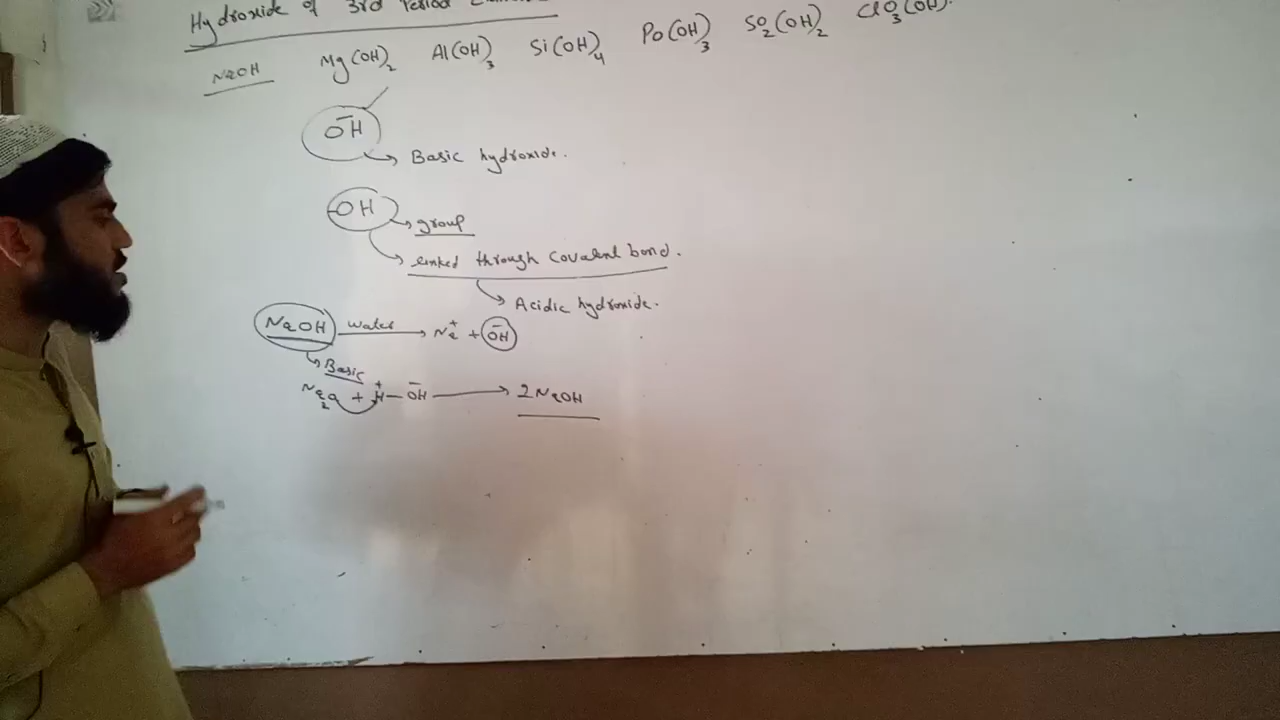 Hydroxide of 3rd Period
NaOH Mg(OH)₂ Al(OH)₃ Si(OH)₄ PO(OH)₃ SO₂(OH)₂ ClO₃(OH).
OH⁻
Basic hydroxide.
-OH group
linked through covalent bond.
Acidic hydroxide.
NaOH water → Na⁺ + OH⁻
Basic
Na₂O + H⁺—OH⁻ → 2NaOH